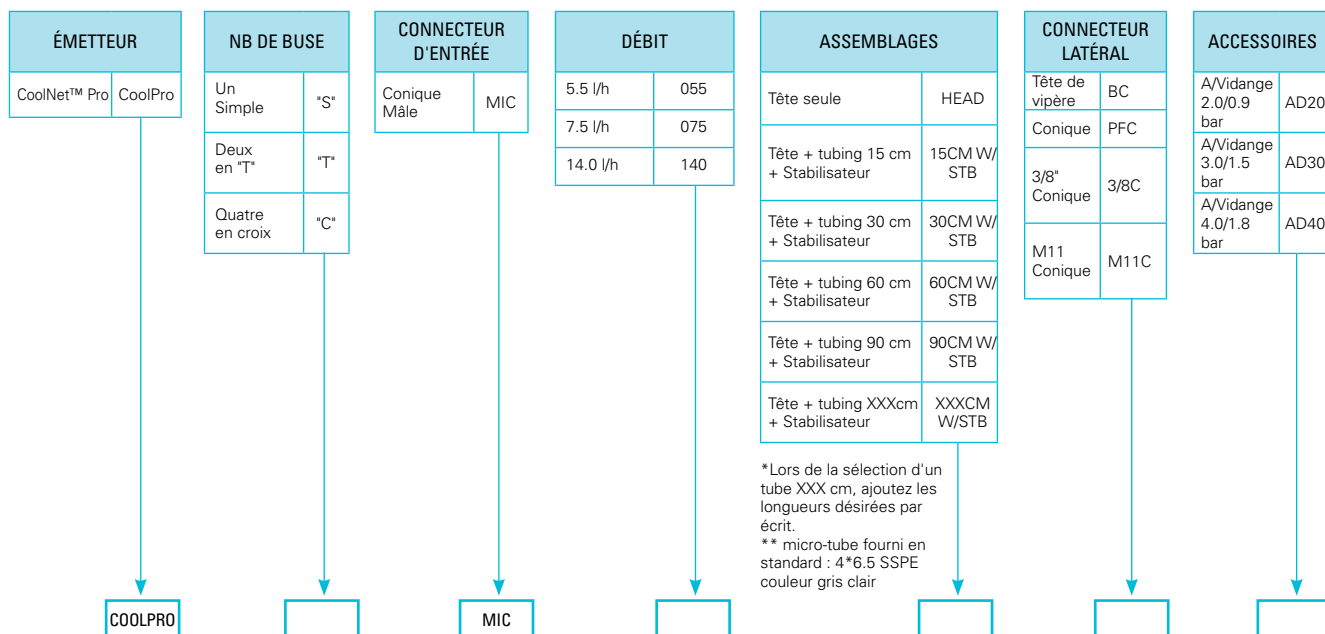 ÉMETTEUR
CoolNet™ Pro CoolPro
NB DE BUSE
Un
Simple
"S"
Deux
en "T"
"T"
Quatre
en croix
"C"
CONNECTEUR
D'ENTRÉE
Conique
Mâle
MIC
DÉBIT
5.5 l/h 055
7.5 l/h 075
14.0 l/h 140
ASSEMBLAGES
Tête seule HEAD
Tête + tubing 15 cm
+ Stabilisateur
15CM W/
STB
Tête + tubing 30 cm
+ Stabilisateur
30CM W/
STB
Tête + tubing 60 cm
+ Stabilisateur
60CM W/
STB
Tête + tubing 90 cm
+ Stabilisateur
90CM W/
STB
Tête + tubing XXXcm
+ Stabilisateur
XXXCM
W/STB
*Lors de la sélection d'un
tube XXX cm, ajoutez les
longueurs désirées par
écrit.
** micro-tube fourni en
standard : 4*6.5 SSPE
couleur gris clair
CONNECTEUR
LATÉRAL
Tête de
vipère
BC
Conique PFC
3/8"
Conique
3/8C
M11
Conique
M11C
ACCESSOIRES
A/Vidange
2.0/0.9
bar
AD20
A/Vidange
3.0/1.5
bar
AD30
A/Vidange
4.0/1.8
bar
AD40
COOLPRO
MIC